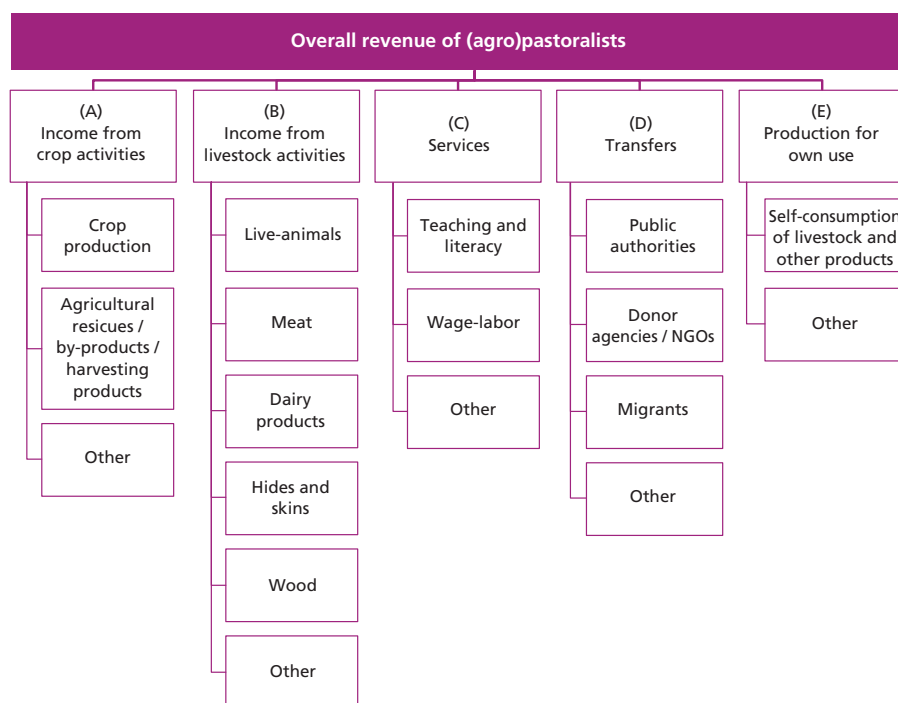 Overall revenue of (agro)pastoralists
(A)
Income from
crop activities
Crop
production
Agricultural
resicues /
by-products /
harvesting
products
Other
(B)
Income from
livestock activities
Live-animals
Meat
Dairy
products
Hides and
skins
Wood
Other
(C)
Services
Teaching and
literacy
Wage-labor
Other
(D)
Transfers
Public
authorities
Donor
agencies / NGOs
Migrants
Other
(E)
Production for
own use
Self-consumption
of livestock and
other products
Other